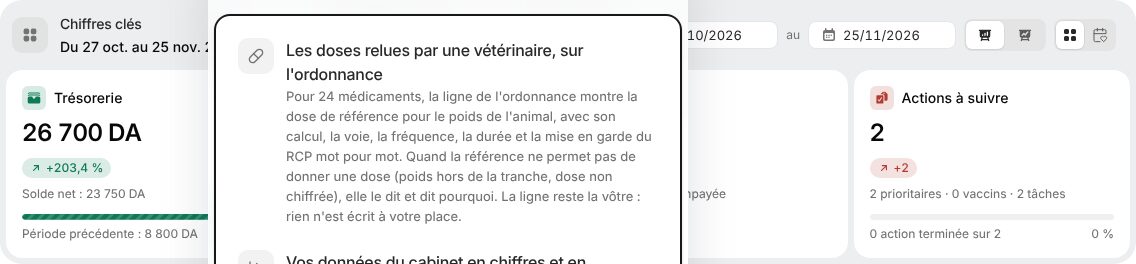 Chiffres clés
Du 27 oct. au 25 nov.
10/2026
au
25/11/2026
Trésorerie
26 700 DA
+203,4 %
Solde net : 23 750 DA
Période précédente : 8 800 DA
Les doses relues par une vétérinaire, sur
l'ordonnance
Pour 24 médicaments, la ligne de l'ordonnance montre la
dose de référence pour le poids de l'animal, avec son
calcul, la voie, la fréquence, la durée et la mise en garde du
RCP mot pour mot. Quand la référence ne permet pas de
donner une dose (poids hors de la tranche, dose non
chiffrée), elle le dit et dit pourquoi. La ligne reste la vôtre :
rien n'est écrit à votre place.
Vos données du cabinet en chiffres et en
npayée
Actions à suivre
2
+2
2 prioritaires · 0 vaccins · 2 tâches
0 action terminée sur 2
0 %